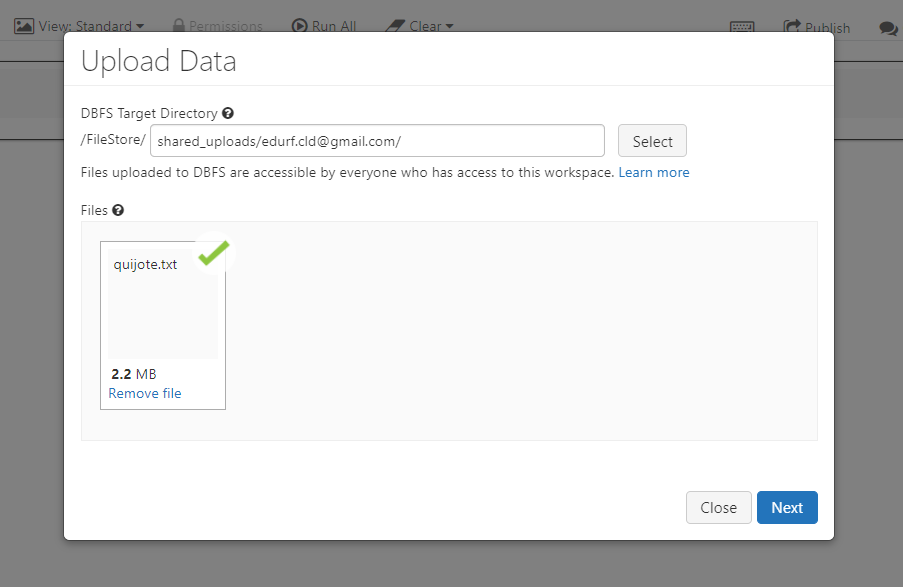 View: Standard Permissions Run All Clear Publish
Upload Data
DBFS Target Directory
/FileStore/ shared_uploads/edurf.cld@gmail.com/ Select
Files uploaded to DBFS are accessible by everyone who has access to this workspace. Learn more
Files
quijote.txt
2.2 MB
Remove file
Close Next